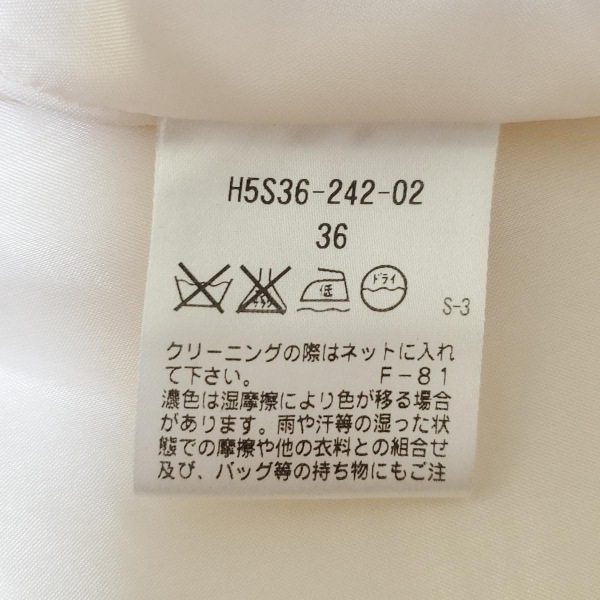 H5S36-242-02
36
低 ドライ
S-3
クリーニングの際はネットに入れ
て下さい。 F-81
濃色は湿摩擦により色が移る場合
があります。雨や汗等の湿った状
態での摩擦や他の衣料との組合せ
及び、バッグ等の持ち物にもご注